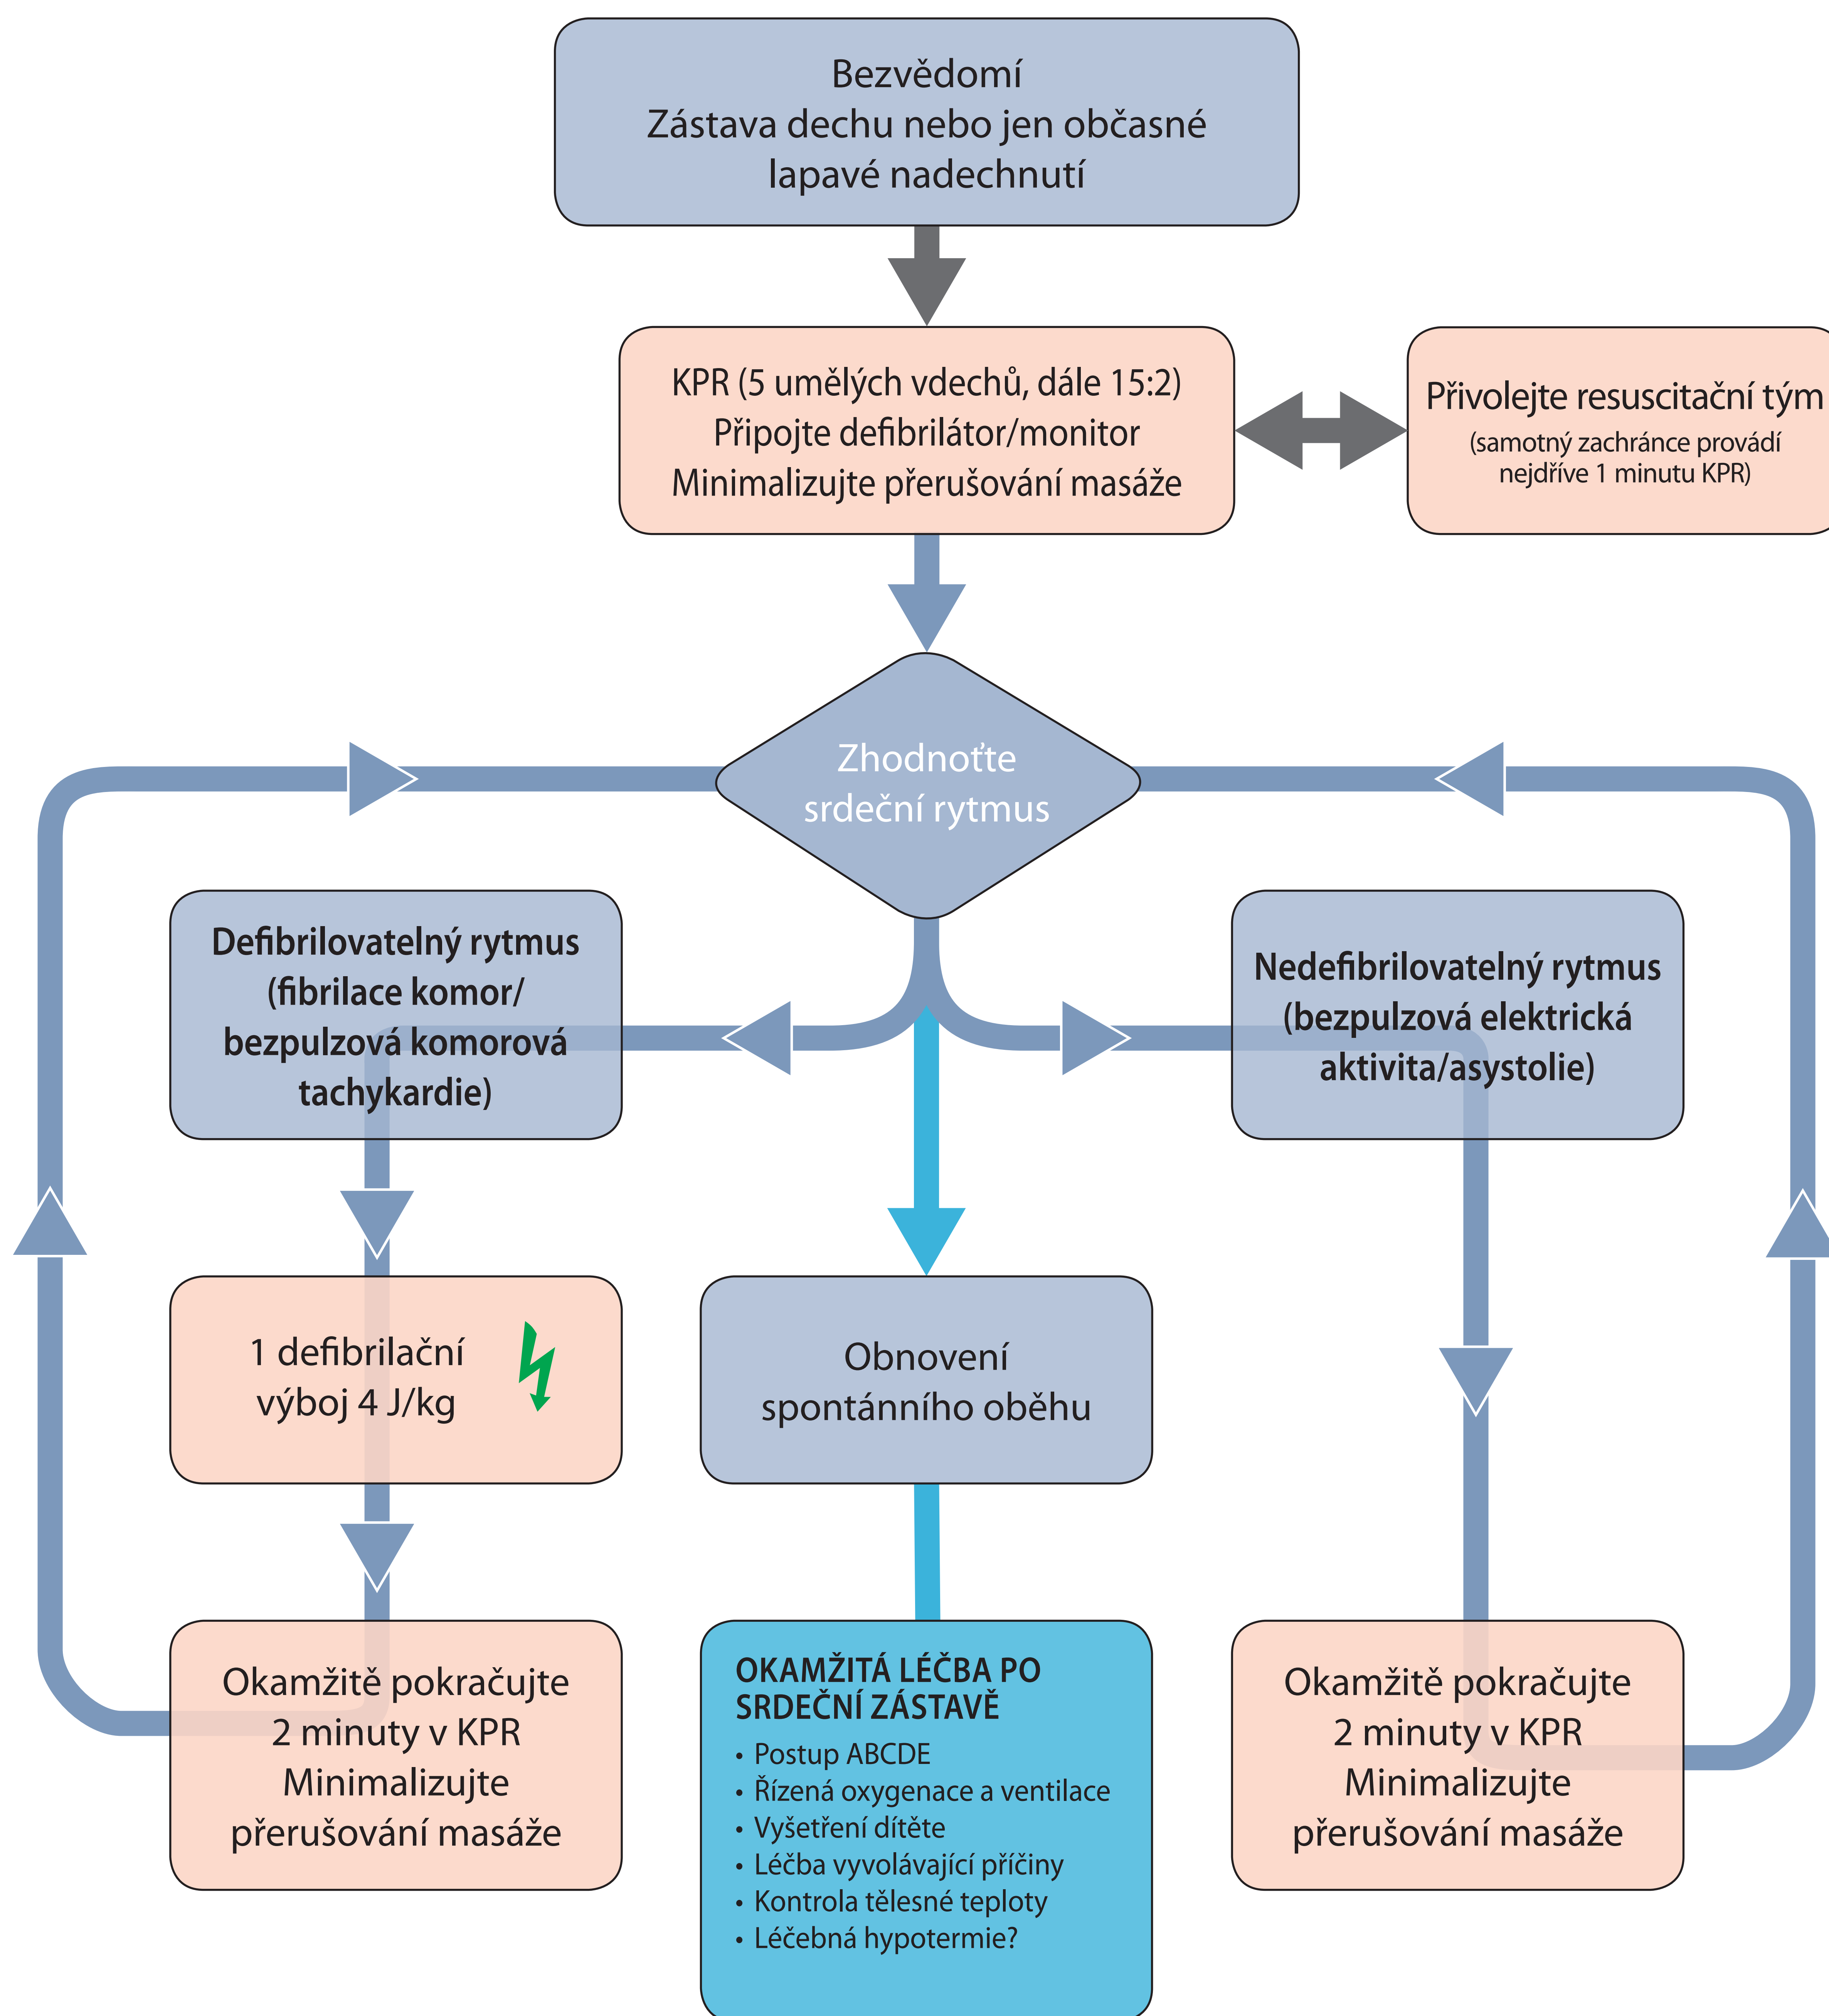 Bezvědomí
Zástava dechu nebo jen občasné
lapavé nadechnutí
KPR (5 umělých vdechů, dále 15:2)
Připojte defibrilátor/monitor
Minimalizujte přerušování masáže
Přivolejte resuscitační tým
(samotný zachránce provádí
nejdříve 1 minutu KPR)
Zhodnoťte
srdeční rytmus
Defibrilovatelný rytmus
(fibrilace komor/
bezpulzová komorová
tachykardie)
Nedefibrilovatelný rytmus
(bezpulzová elektrická
aktivita/asystolie)
1 defibrilační
výboj 4 J/kg
Obnovení
spontánního oběhu
Okamžitě pokračujte
2 minuty v KPR
Minimalizujte
přerušování masáže
OKAMŽITÁ LÉČBA PO
SRDEČNÍ ZÁSTAVĚ
• Postup ABCDE
• Řízená oxygenace a ventilace
• Vyšetření dítěte
• Léčba vyvolávající příčiny
• Kontrola tělesné teploty
• Léčebná hypotermie?
Okamžitě pokračujte
2 minuty v KPR
Minimalizujte
přerušování masáže